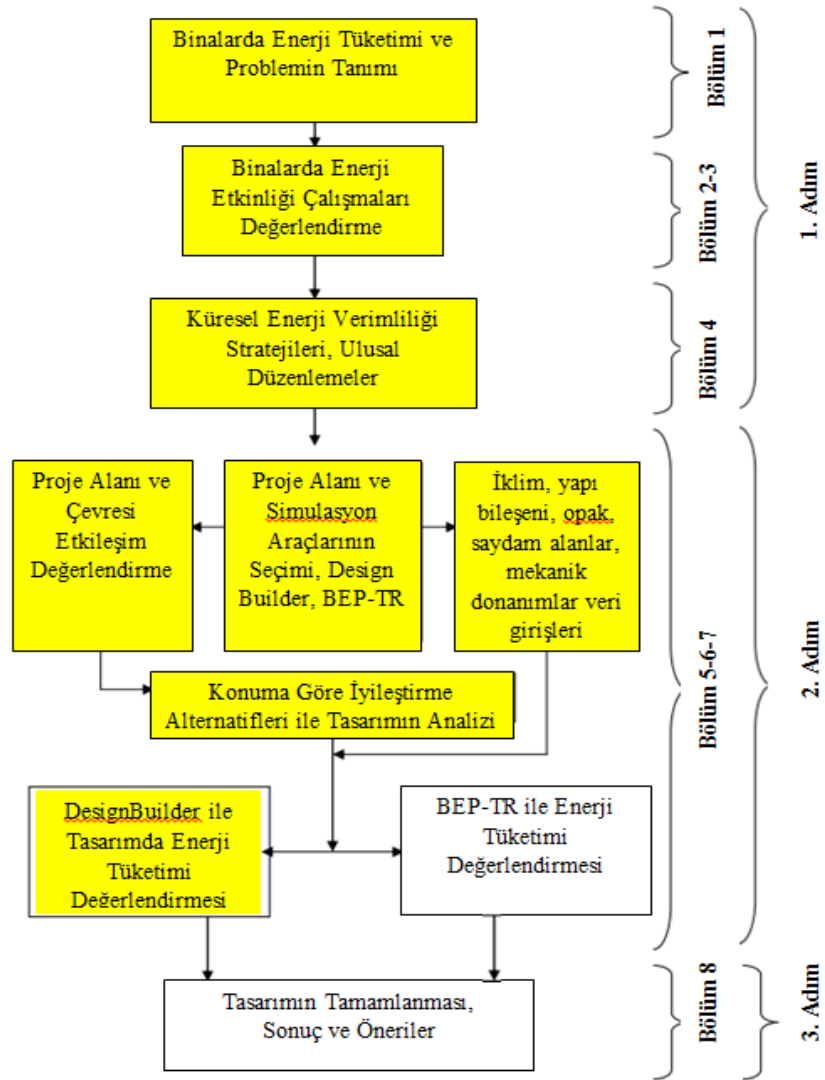 Binalarda Enerji Tüketimi ve
Problemin Tanımı
Bölüm 1
Binalarda Enerji
Etkinliği Çalışmaları
Değerlendirme
Bölüm 2-3
1. Adım
Küresel Enerji Verimliliği
Stratejileri, Ulusal
Düzenlemeler
Bölüm 4
Proje Alanı ve
Çevresi
Etkileşim
Değerlendirme
Proje Alanı ve
Simulasyon
Araçlarının
Seçimi, Design
Builder, BEP-TR
İklim, yapı
bileşeni, opak,
saydam alanlar,
mekanik
donanımlar veri
girişleri
Konuma Göre İyileştirme
Alternatifleri ile Tasarımın Analizi
Bölüm 5-6-7
2. Adım
DesignBuilder ile
Tasarımda Enerji
Tüketimi
Değerlendirmesi
BEP-TR ile Enerji
Tüketimi
Değerlendirmesi
Tasarımın Tamamlanması,
Sonuç ve Öneriler
Bölüm 8
3. Adım